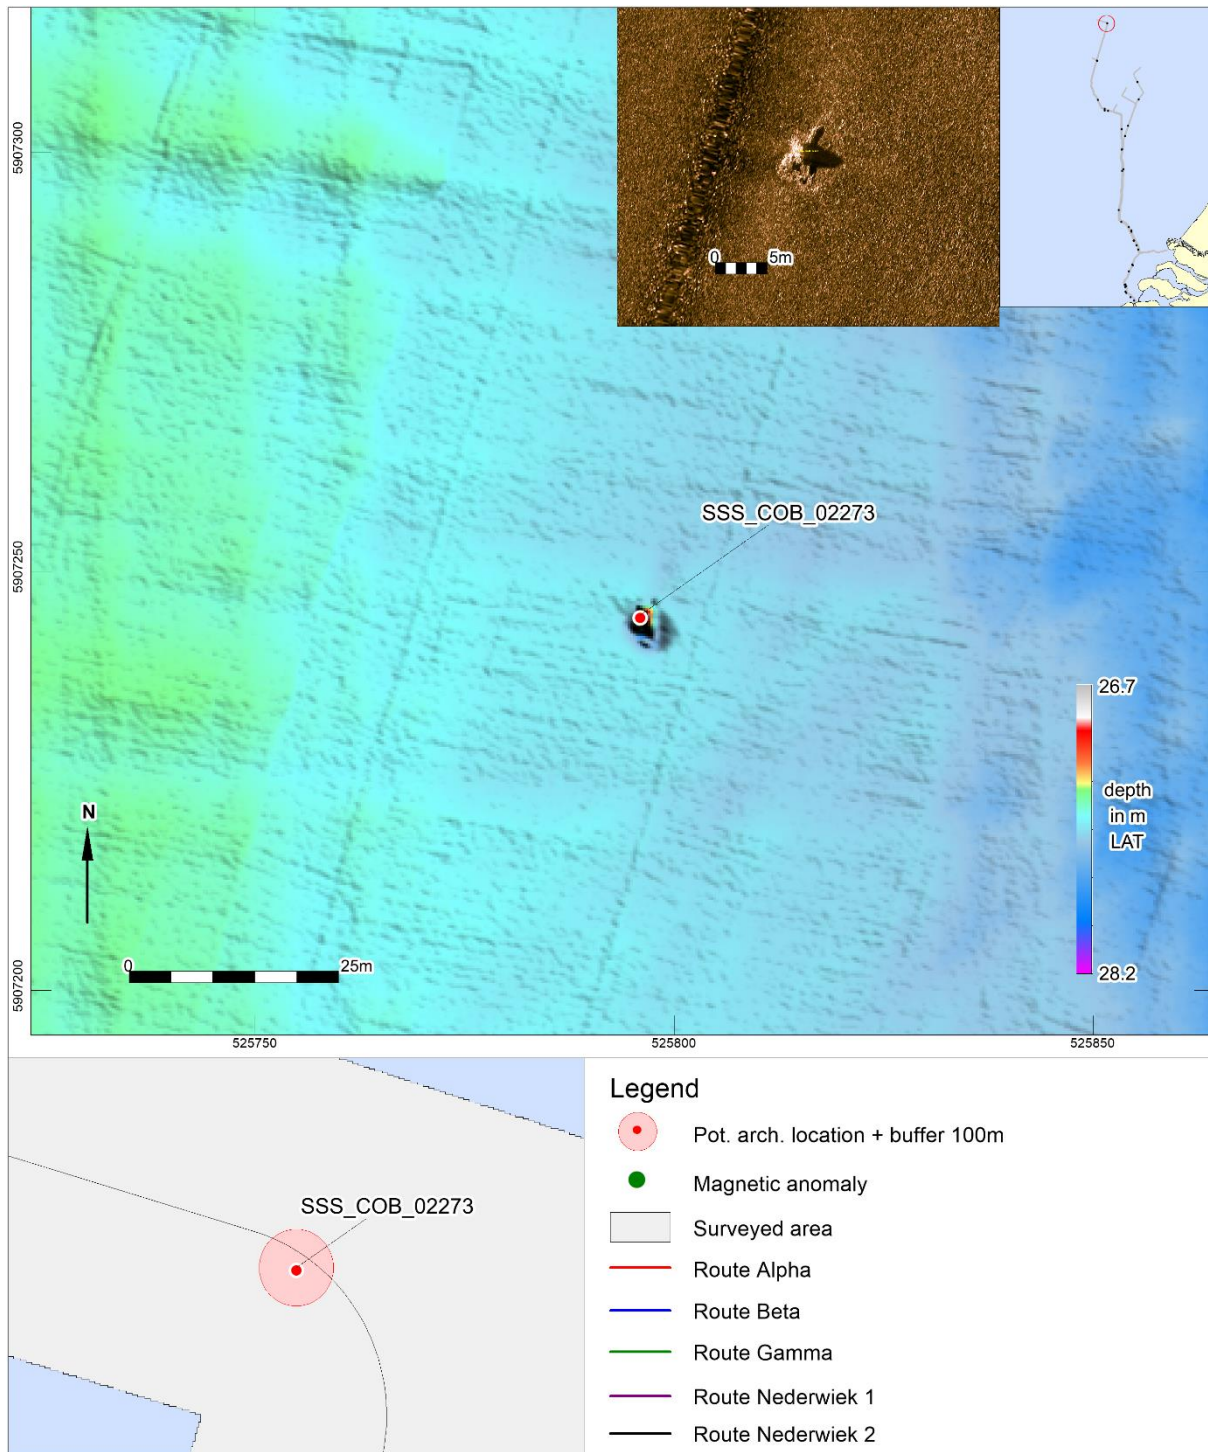 0 5m
5907300
SSS_COB_02273
5907250
26.7
depth
in m
LAT
28.2
N
0 25m
5907200
525750 525800 525850
SSS_COB_02273
Legend
Pot. arch. location + buffer 100m
Magnetic anomaly
Surveyed area
Route Alpha
Route Beta
Route Gamma
Route Nederwiek 1
Route Nederwiek 2